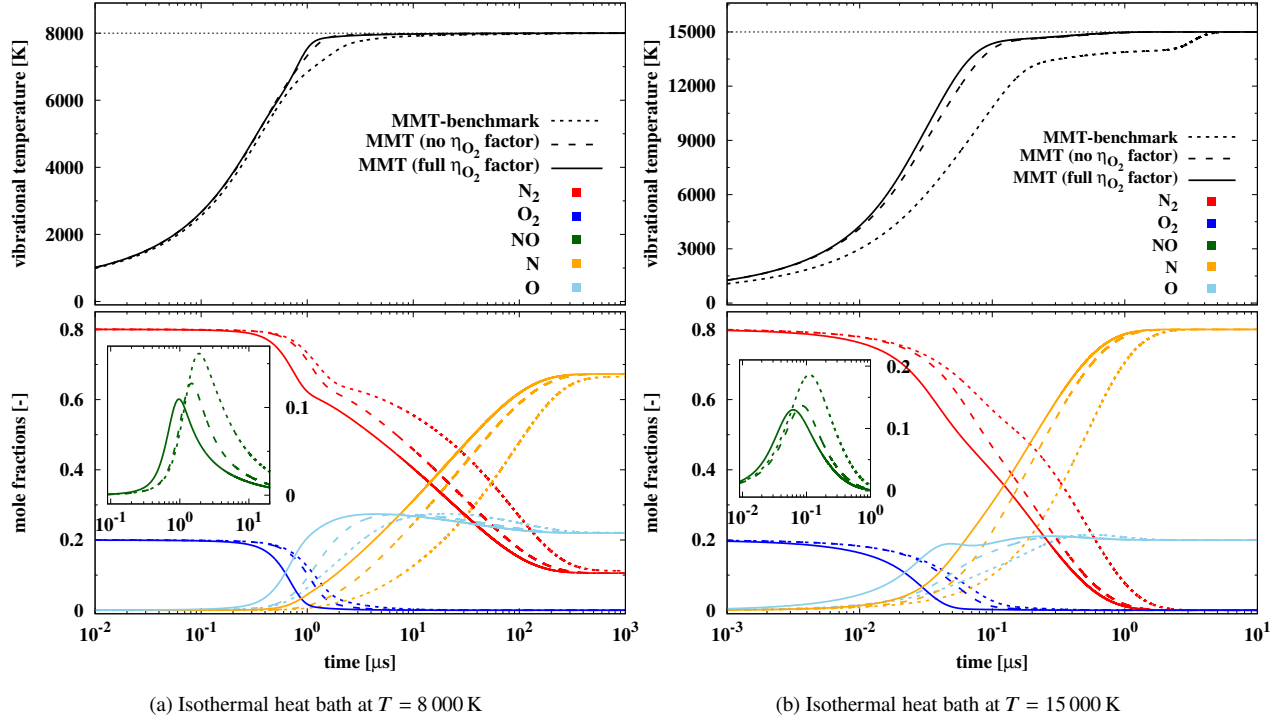 8000
6000
4000
2000
0
vibrational temperature [K]
MMT-benchmark
MMT (no ηO₂ factor)
MMT (full ηO₂ factor)
N₂
O₂
NO
N
O
15000
12000
9000
6000
3000
0
vibrational temperature [K]
MMT-benchmark
MMT (no ηO₂ factor)
MMT (full ηO₂ factor)
N₂
O₂
NO
N
O
0.8
0.6
0.4
0.2
0
mole fractions [-]
0.1
0
10⁻¹ 10⁰ 10¹
10⁻² 10⁻¹ 10⁰ 10¹ 10² 10³
time [μs]
0.8
0.6
0.4
0.2
0
mole fractions [-]
0.2
0.1
0
10⁻² 10⁻¹ 10⁰
10⁻³ 10⁻² 10⁻¹ 10⁰ 10¹
time [μs]
(a) Isothermal heat bath at T = 8 000 K
(b) Isothermal heat bath at T = 15 000 K